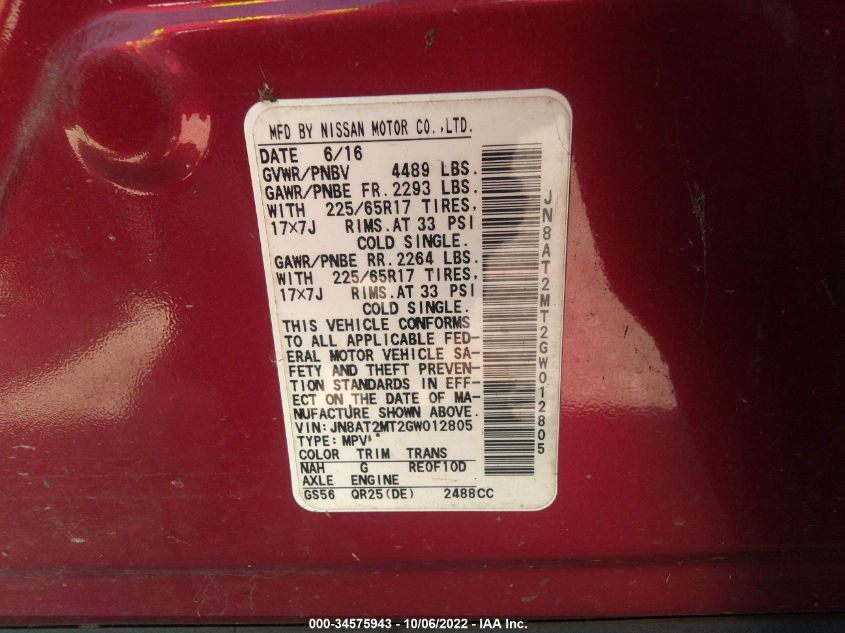 MFD BY NISSAN MOTOR CO.,LTD.
DATE 6/16
GVWR/PNBV 4489 LBS.
GAWR/PNBE FR. 2293 LBS.
WITH 225/65R17 TIRES,
17×7J RIMS.AT 33 PSI
COLD SINGLE.
GAWR/PNBE RR. 2264 LBS.
WITH 225/65R17 TIRES,
17×7J RIMS.AT 33 PSI
COLD SINGLE.
THIS VEHICLE CONFORMS
TO ALL APPLICABLE FED-
ERAL MOTOR VEHICLE SA-
FETY AND THEFT PREVEN-
TION STANDARDS IN EFF-
ECT ON THE DATE OF MA-
NUFACTURE SHOWN ABOVE.
VIN: JN8AT2MT2GW012805
TYPE: MPV
COLOR TRIM TRANS
NAH G RE0F10D
AXLE ENGINE
GS56 QR25(DE) 2488CC
JN8AT2MT2GW012805
000-34575943 - 10/06/2022 - IAA Inc.